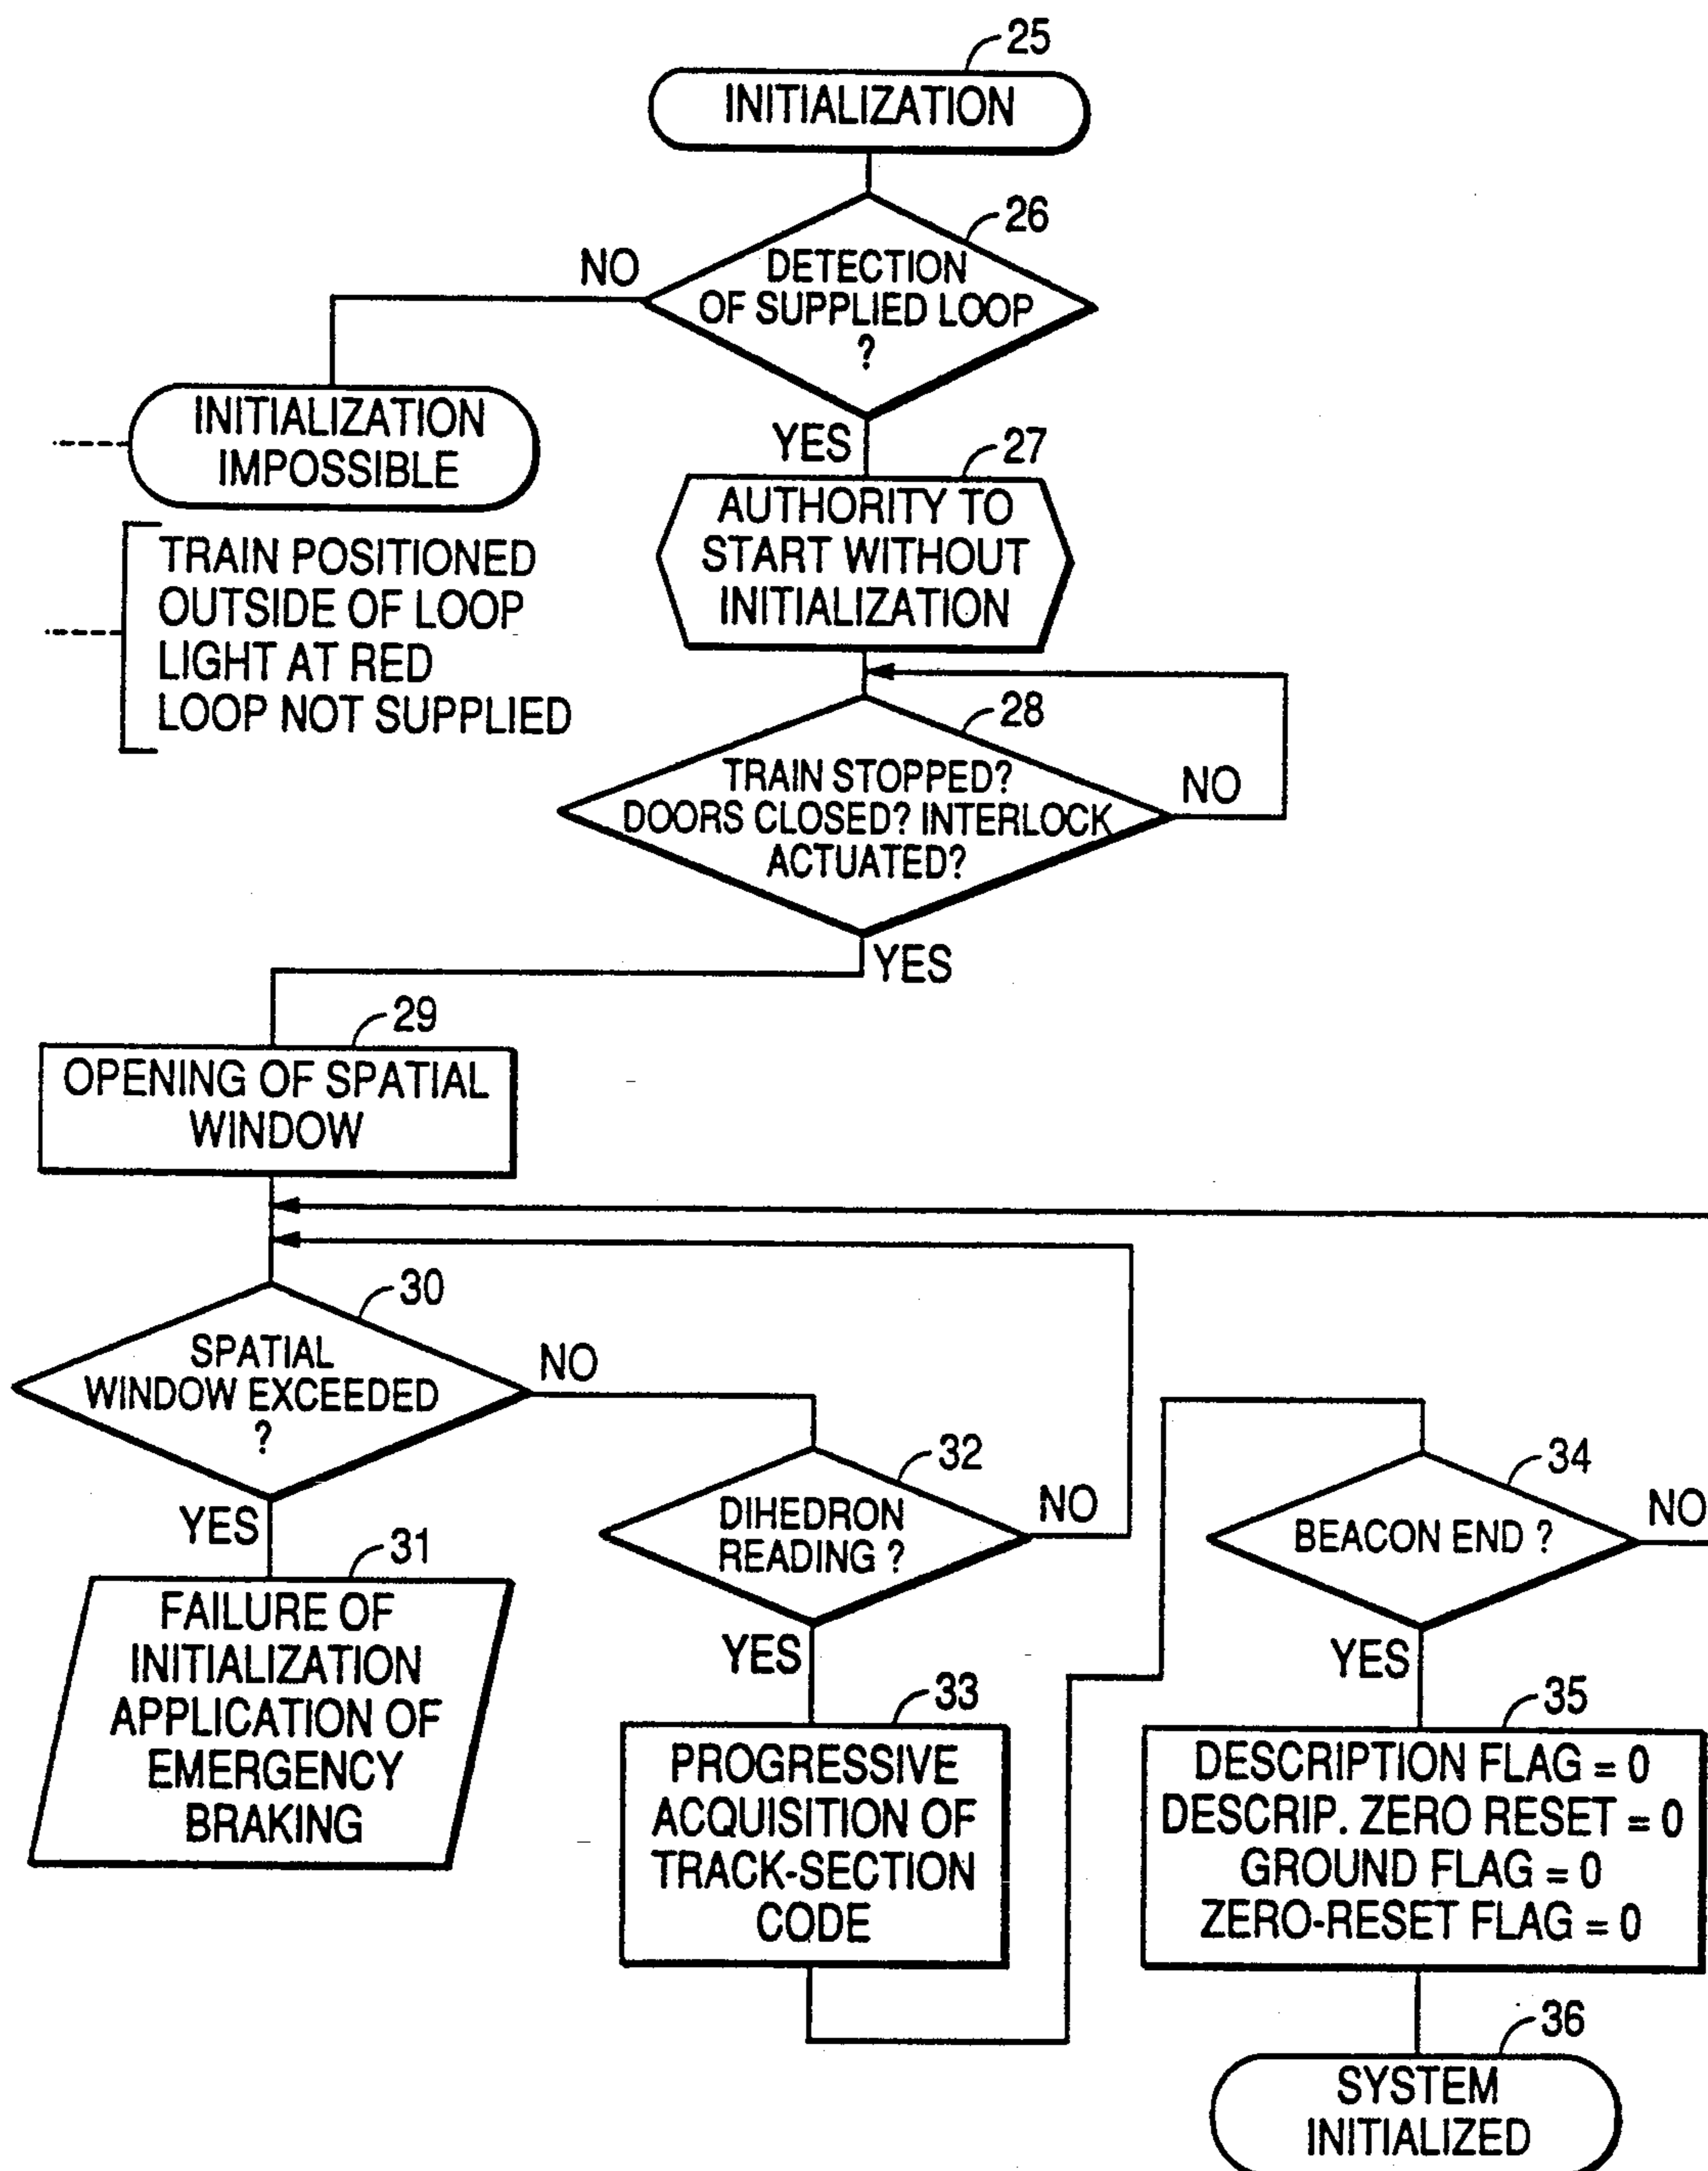 25
INITIALIZATION
26
NO
DETECTION
OF SUPPLIED LOOP
?
INITIALIZATION
IMPOSSIBLE
YES
27
AUTHORITY TO
START WITHOUT
INITIALIZATION
TRAIN POSITIONED
OUTSIDE OF LOOP
LIGHT AT RED
LOOP NOT SUPPLIED
28
TRAIN STOPPED?
DOORS CLOSED? INTERLOCK
ACTUATED?
NO
YES
29
OPENING OF SPATIAL
WINDOW
30
SPATIAL
WINDOW EXCEEDED
?
NO
YES
31
FAILURE OF
INITIALIZATION
APPLICATION OF
EMERGENCY
BRAKING
32
DIHEDRON
READING ?
NO
YES
33
PROGRESSIVE
ACQUISITION OF
TRACK-SECTION
CODE
34
BEACON END ?
NO
YES
35
DESCRIPTION FLAG = 0
DESCRIP. ZERO RESET = 0
GROUND FLAG = 0
ZERO-RESET FLAG = 0
36
SYSTEM
INITIALIZED